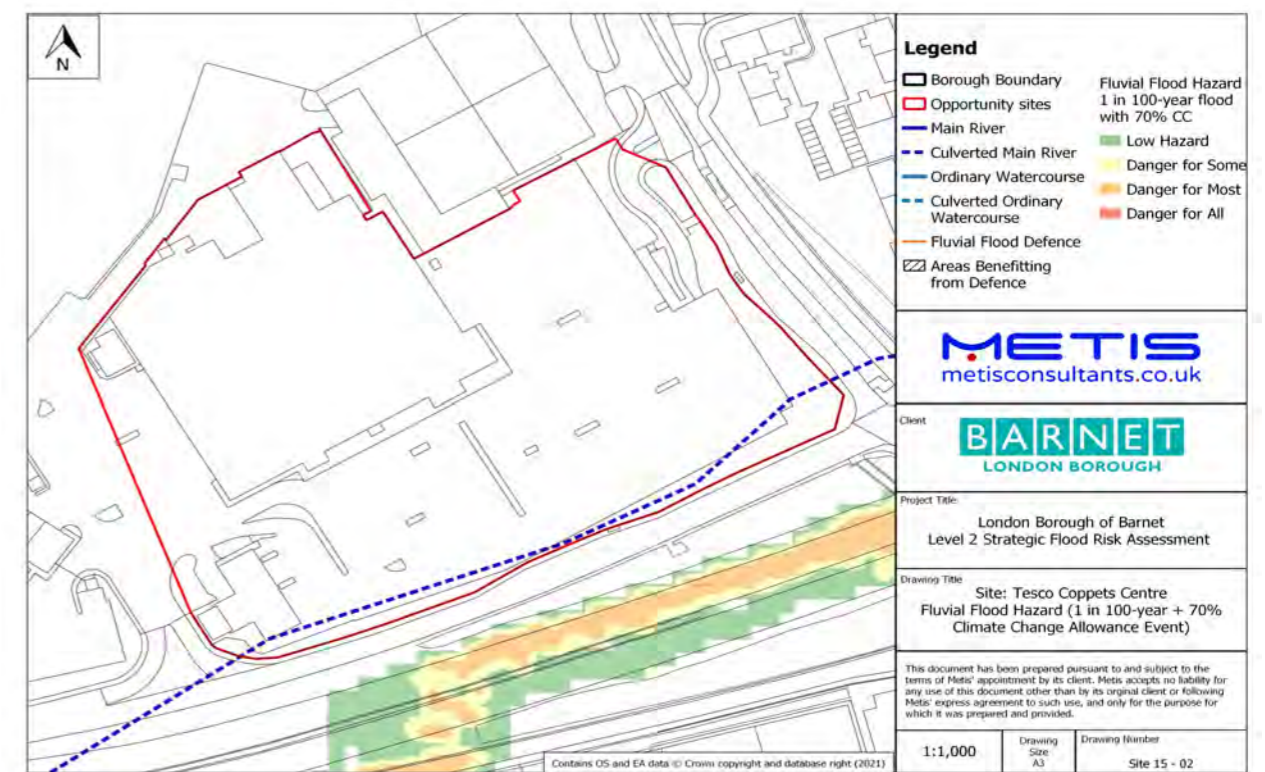 N
Legend
Borough Boundary
Opportunity sites
Main River
Culverted Main River
Ordinary Watercourse
Culverted Ordinary
Watercourse
Fluvial Flood Defence
Areas Benefitting
from Defence
Fluvial Flood Hazard
1 in 100-year flood
with 70% CC
Low Hazard
Danger for Some
Danger for Most
Danger for All
METIS
metisconsultants.co.uk
Client
BARNET
LONDON BOROUGH
Project Title
London Borough of Barnet
Level 2 Strategic Flood Risk Assessment
Drawing Title
Site: Tesco Coppets Centre
Fluvial Flood Hazard (1 in 100-year + 70%
Climate Change Allowance Event)
This document has been prepared pursuant to and subject to the
terms of Metis' appointment by its client. Metis accepts no liability for
any use of this document other than by its orginal client or following
Metis' express agreement to such use, and only for the purpose for
which it was prepared and provided.
1:1,000
Drawing
Size
A3
Drawing Number
Site 15 - 02
Contains OS and EA data © Crown copyright and database right (2021)